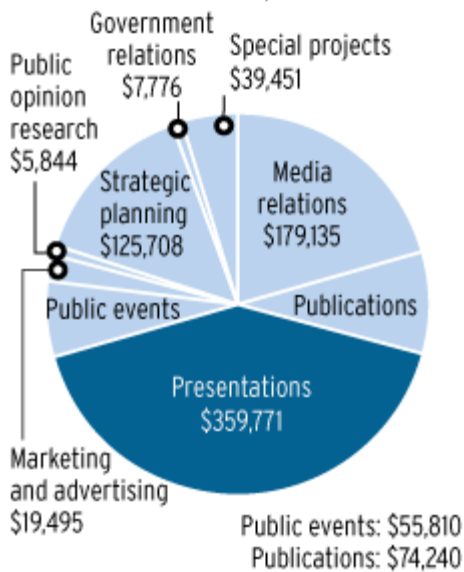 Government
relations
$7,776
Special projects
$39,451
Public
opinion
research
$5,844
Strategic
planning
$125,708
Media
relations
$179,135
Public events
Publications
Presentations
$359,771
Marketing
and advertising
$19,495
Public events: $55,810
Publications: $74,240